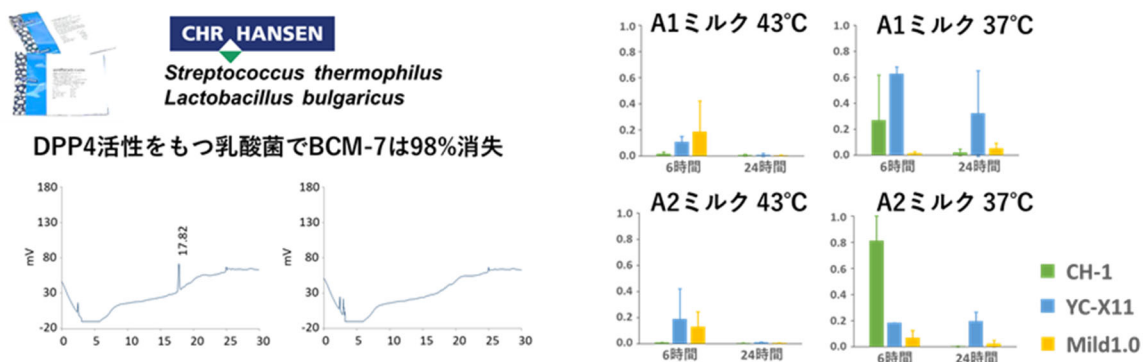 CHR HANSEN
Streptococcus thermophilus
Lactobacillus bulgaricus
DPP4活性をもつ乳酸菌でBCM-7は98%消失
180
130
80
30
-20
mV
17.82
0 5 10 15 20 25 30
180
130
80
30
-20
mV
0 5 10 15 20 25 30
A1ミルク 43℃
1.0
0.8
0.6
0.4
0.2
0.0
6時間 24時間
A1ミルク 37℃
1.0
0.8
0.6
0.4
0.2
0.0
6時間 24時間
A2ミルク 43℃
1.0
0.8
0.6
0.4
0.2
0.0
6時間 24時間
A2ミルク 37℃
1.0
0.8
0.6
0.4
0.2
0.0
6時間 24時間
CH-1
YC-X11
Mild1.0